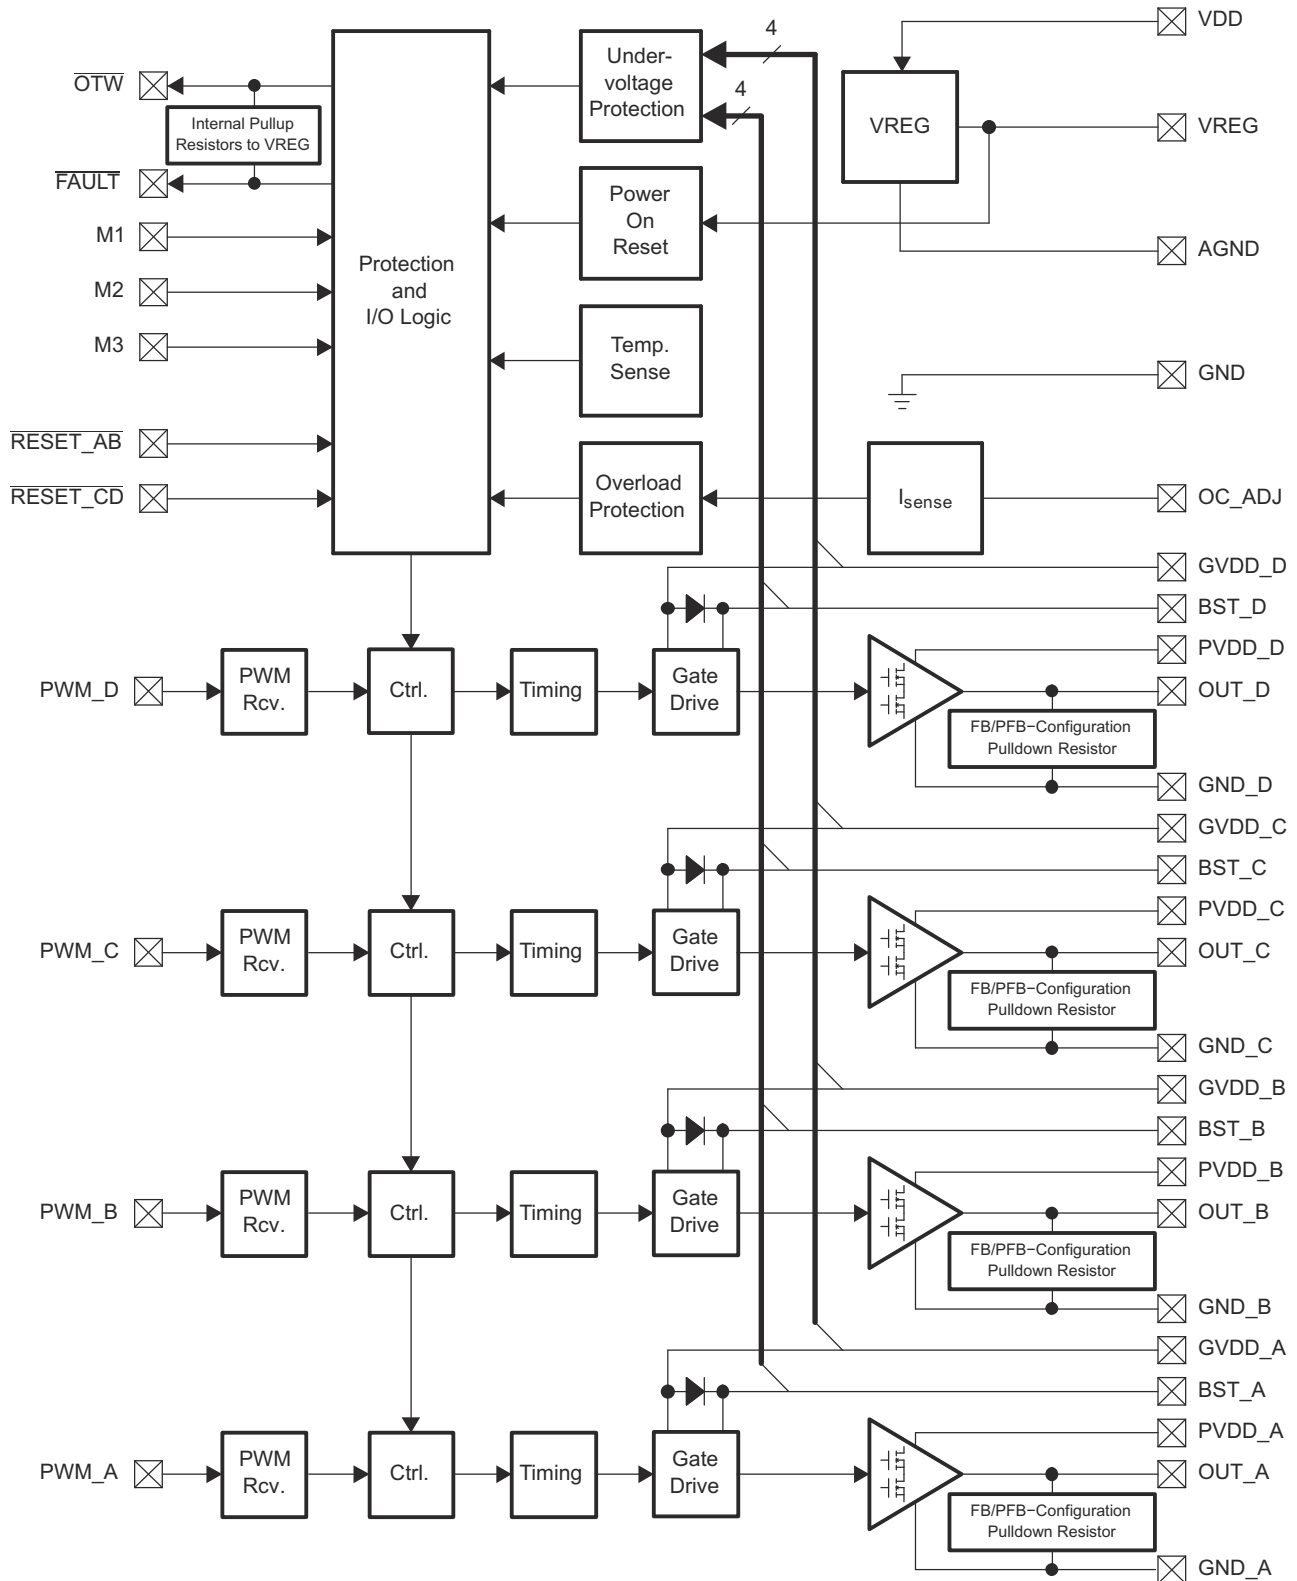 OTW
Internal Pullup
Resistors to VREG
FAULT
M1
M2
M3
RESET_AB
RESET_CD
Protection
and
I/O Logic
Under-
voltage
Protection
4
4
Power
On
Reset
Temp.
Sense
Overload
Protection
VREG
Isense
VDD
VREG
AGND
GND
OC_ADJ
GVDD_D
BST_D
PVDD_D
OUT_D
GND_D
PWM_D
PWM
Rcv.
Ctrl.
Timing
Gate
Drive
FB/PFB−Configuration
Pulldown Resistor
GVDD_C
BST_C
PVDD_C
OUT_C
GND_C
PWM_C
PWM
Rcv.
Ctrl.
Timing
Gate
Drive
FB/PFB−Configuration
Pulldown Resistor
GVDD_B
BST_B
PVDD_B
OUT_B
GND_B
PWM_B
PWM
Rcv.
Ctrl.
Timing
Gate
Drive
FB/PFB−Configuration
Pulldown Resistor
GVDD_A
BST_A
PVDD_A
OUT_A
GND_A
PWM_A
PWM
Rcv.
Ctrl.
Timing
Gate
Drive
FB/PFB−Configuration
Pulldown Resistor